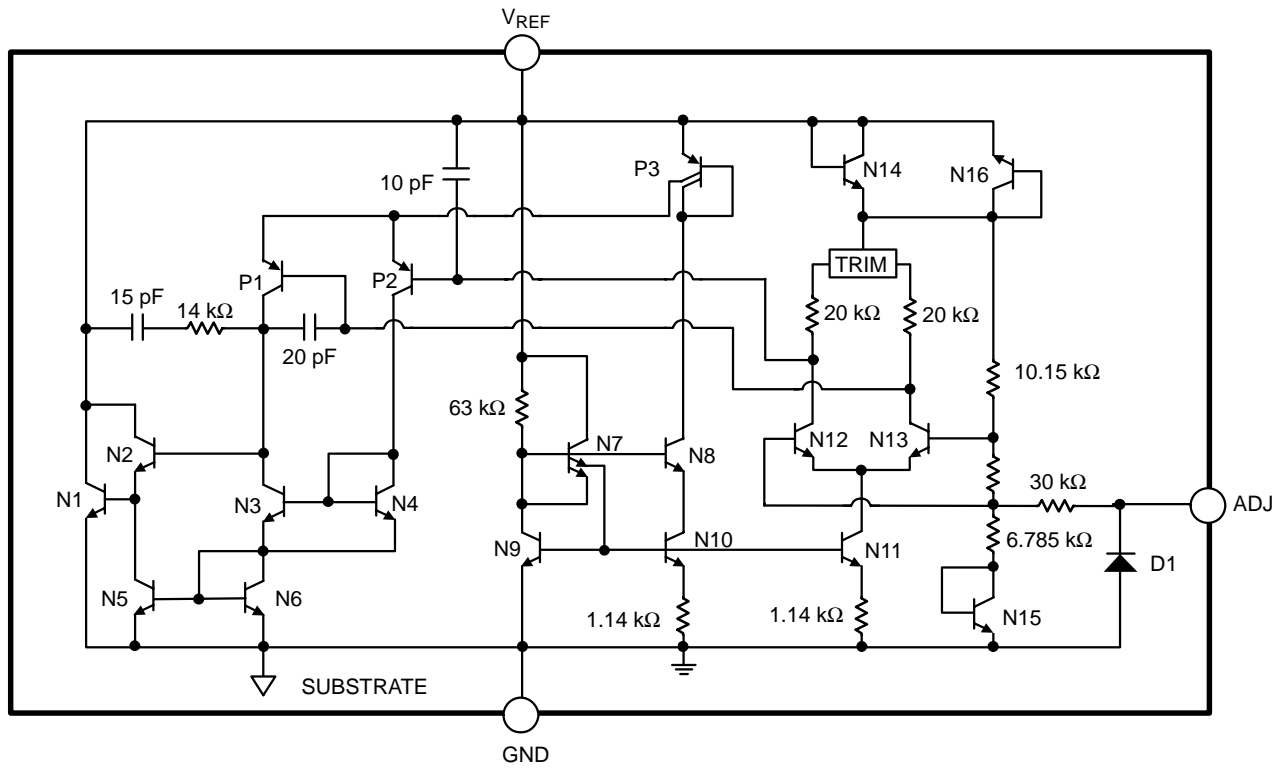 VREF
P3
N14
N16
10 pF
TRIM
P1
P2
15 pF
14 kΩ
20 kΩ
20 kΩ
20 pF
10.15 kΩ
63 kΩ
N7
N12
N13
N2
N8
30 kΩ
N1
N3
N4
ADJ
6.785 kΩ
N9
N10
N11
D1
N5
N6
N15
1.14 kΩ
1.14 kΩ
SUBSTRATE
GND